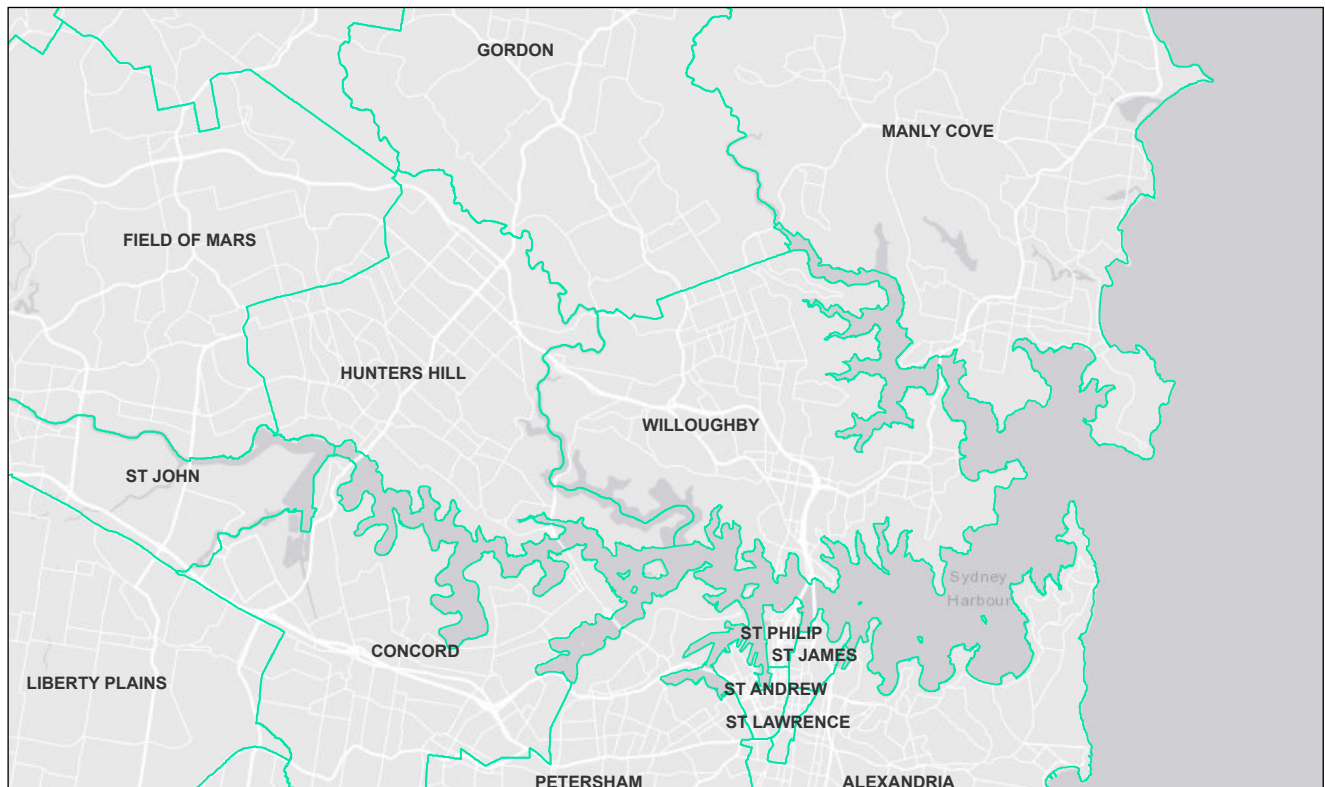 GORDON
MANLY COVE
FIELD OF MARS
HUNTERS HILL
WILLOUGHBY
ST JOHN
Sydney
Harbour
ST PHILIP
CONCORD
ST JAMES
LIBERTY PLAINS
ST ANDREW
ST LAWRENCE
PETERSHAM
ALEXANDRIA